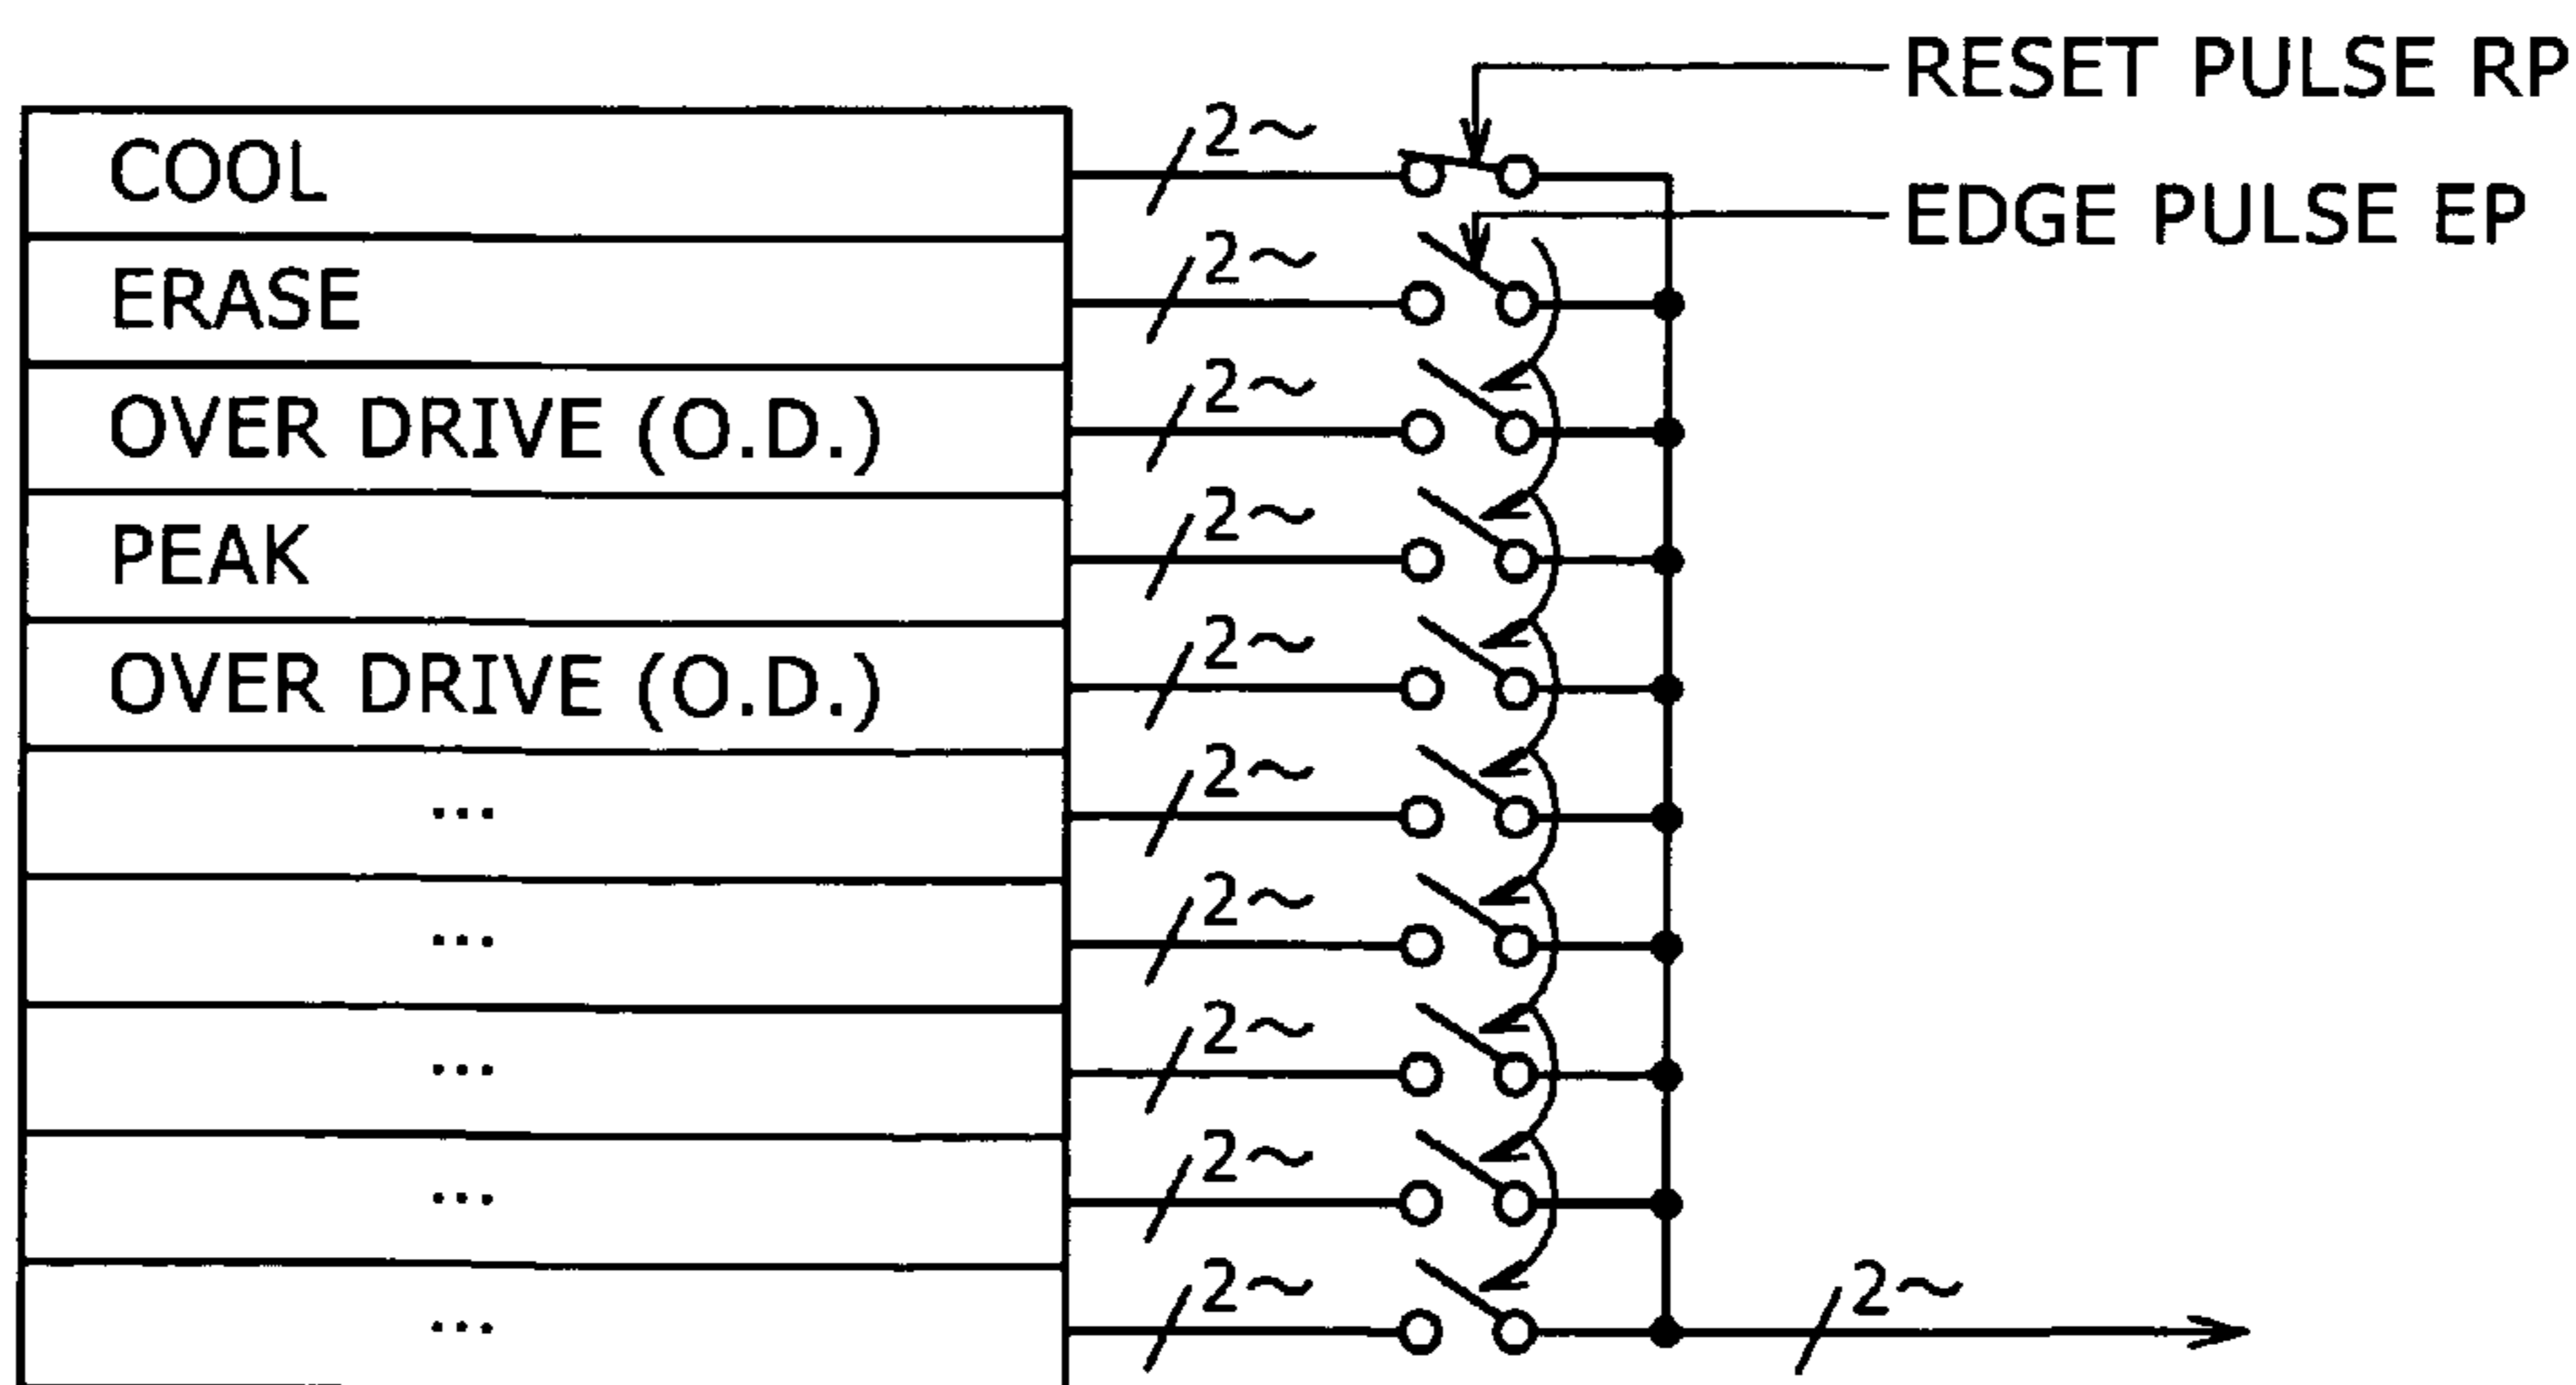 RESET PULSE RP
COOL 2~
EDGE PULSE EP
ERASE 2~
OVER DRIVE (O.D.) 2~
PEAK 2~
OVER DRIVE (O.D.) 2~
... 2~
... 2~
... 2~
... 2~
... 2~ 2~